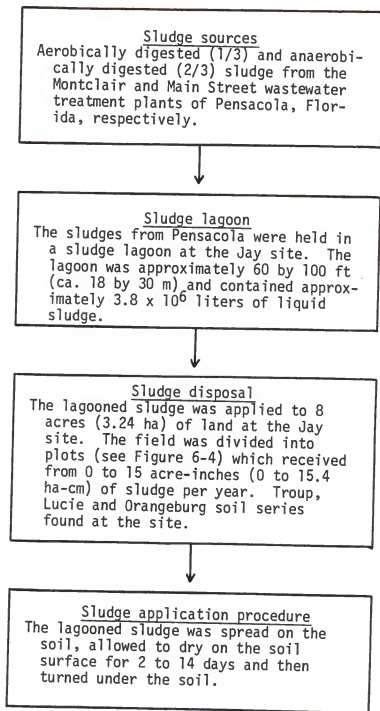 Sludge sources
Aerobically digested (1/3) and anaerobi-
cally digested (2/3) sludge from the
Montclair and Main Street wastewater
treatment plants of Pensacola, Flor-
ida, respectively.
Sludge lagoon
The sludges from Pensacola were held in
a sludge lagoon at the Jay site. The
lagoon was approximately 60 by 100 ft
(ca. 18 by 30 m) and contained approx-
imately 3.8 x 10⁶ liters of liquid
sludge.
Sludge disposal
The lagooned sludge was applied to 8
acres (3.24 ha) of land at the Jay
site. The field was divided into
plots (see Figure 6-4) which received
from 0 to 15 acre-inches (0 to 15.4
ha-cm) of sludge per year. Troup,
Lucie and Orangeburg soil series
found at the site.
Sludge application procedure
The lagooned sludge was spread on the
soil, allowed to dry on the soil
surface for 2 to 14 days and then
turned under the soil.